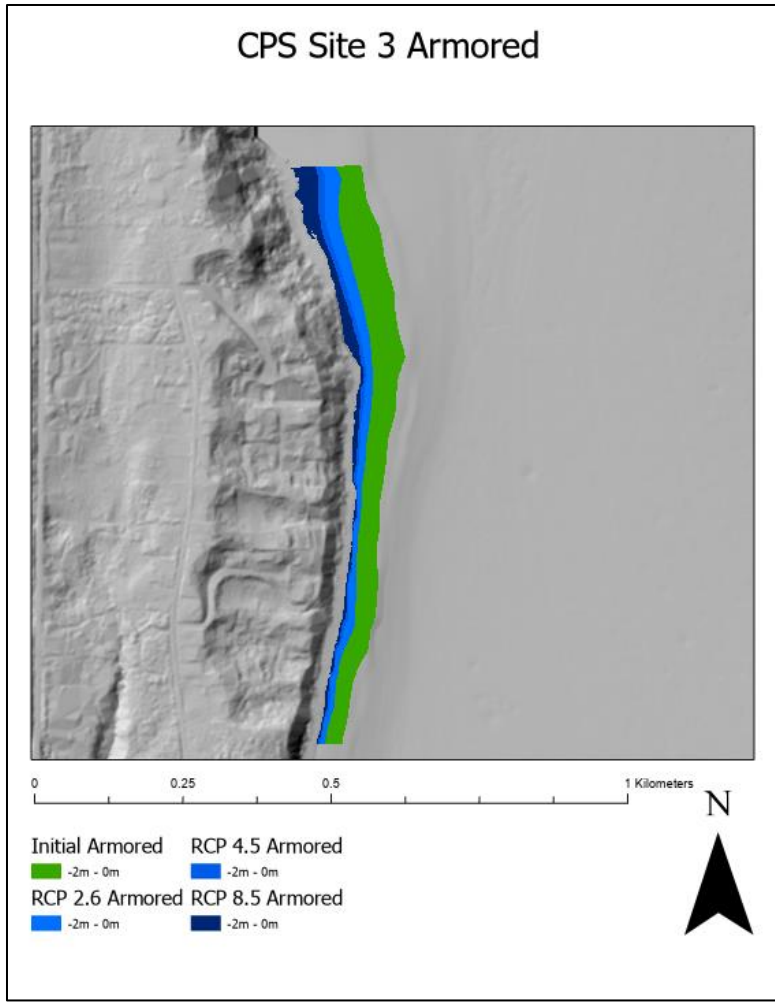 CPS Site 3 Armored
0 0.25 0.5 1 Kilometers
N
Initial Armored RCP 4.5 Armored
-2m - 0m -2m - 0m
RCP 2.6 Armored RCP 8.5 Armored
-2m - 0m -2m - 0m